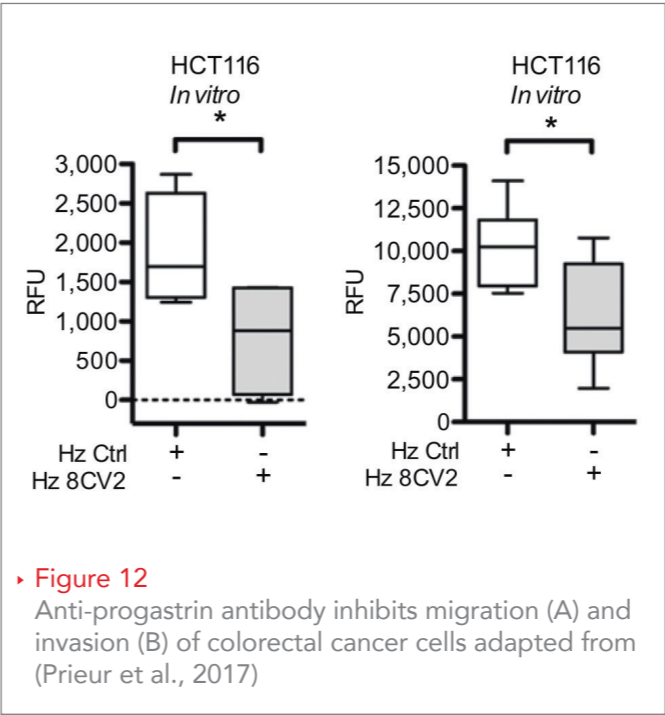 HCT116
In vitro
*
3,000
2,500
2,000
1,500
1,000
500
0
RFU
Hz Ctrl + -
Hz 8CV2 - +
HCT116
In vitro
*
15,000
12,500
10,000
7,500
5,000
2,500
0
RFU
Hz Ctrl + -
Hz 8CV2 - +
Figure 12
Anti-progastrin antibody inhibits migration (A) and
invasion (B) of colorectal cancer cells adapted from
(Prieur et al., 2017)